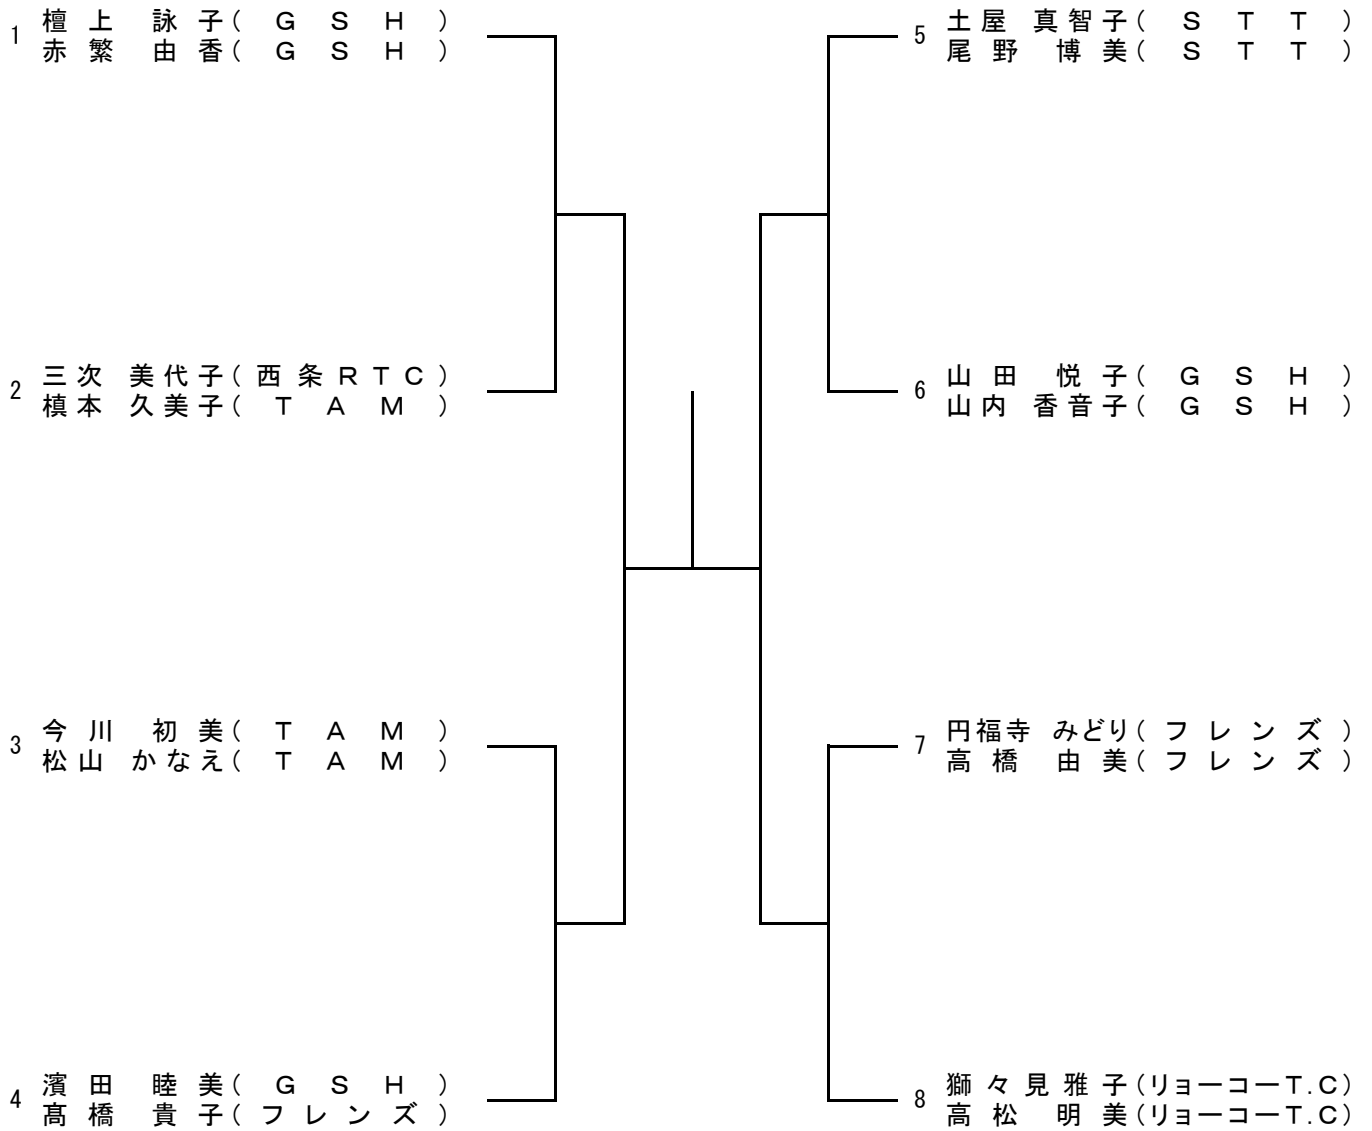 1 檀上 詠子(GSH)
赤繁 由香(GSH)
2 三次 美代子(西条RTC)
槙本 久美子(TAM)
3 今川 初美(TAM)
松山 かなえ(TAM)
4 濱田 睦美(GSH)
髙橋 貴子(フレンズ)
5 土屋 真智子(STT)
尾野 博美(STT)
6 山田 悦子(GSH)
山内 香音子(GSH)
7 円福寺 みどり(フレンズ)
高橋 由美(フレンズ)
8 獅々見 雅子(リョーコーT.C)
高松 明美(リョーコーT.C)